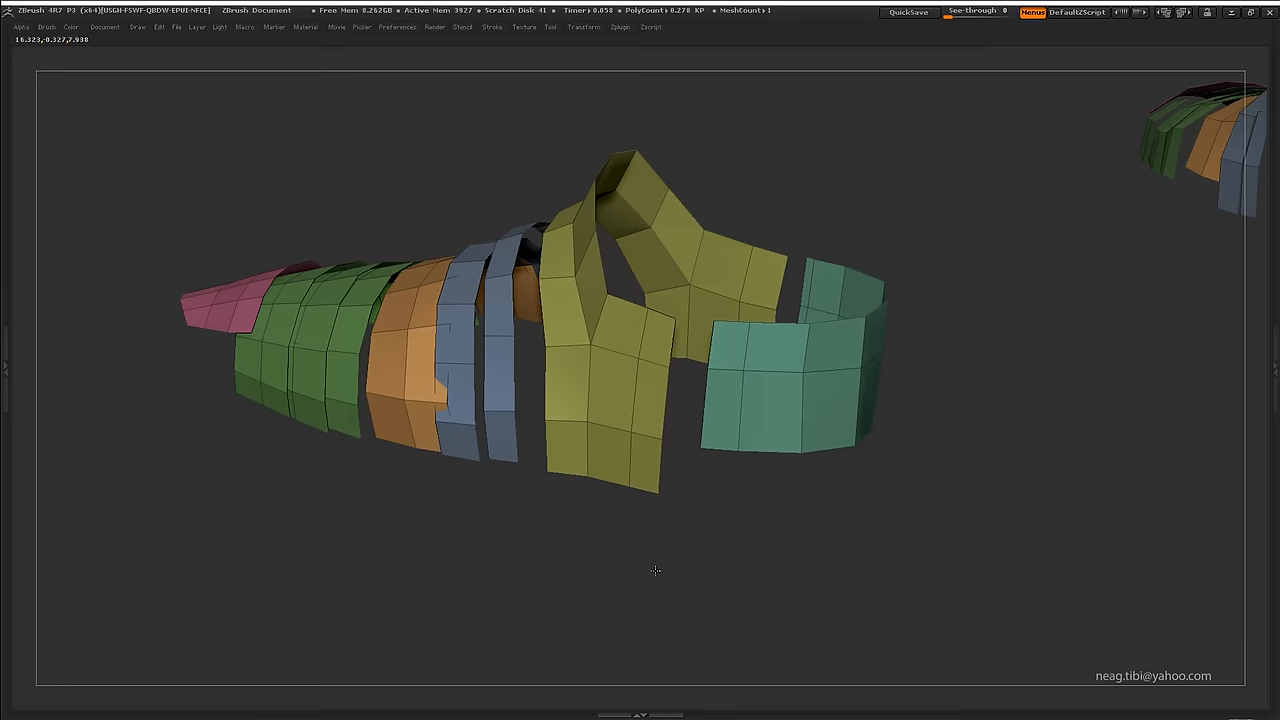 ZBrush 4R7 P3 (x64)[USGH-FSWF-QBDW-EPUI-NFCE] ZBrush Document • Free Mem 8.262GB • Active Mem 3927 • Scratch Disk 41 • Timer▸0.058 • PolyCount▸0.278 KP • MeshCount▸1 QuickSave See-through 0 Menus DefaultZScript
Alpha Brush Color Document Draw Edit File Layer Light Macro Marker Material Movie Picker Preferences Render Stencil Stroke Texture Tool Transform Zplugin Zscript
16.323,-0.327,7.938
neag.tibi@yahoo.com